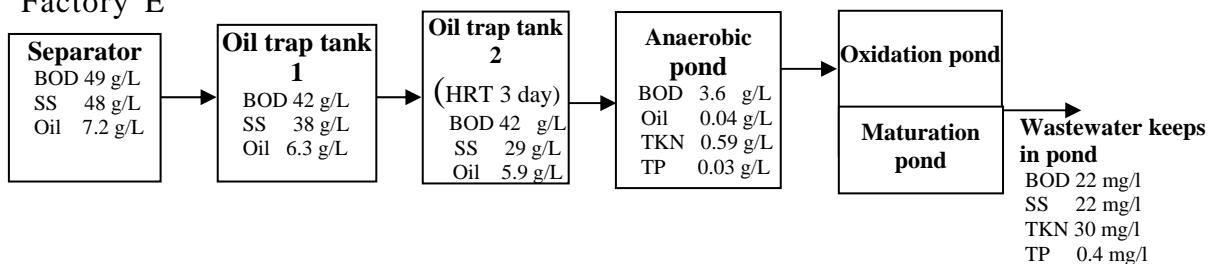 Factory E
Separator
BOD 49 g/L
SS 48 g/L
Oil 7.2 g/L
Oil trap tank
1
BOD 42 g/L
SS 38 g/L
Oil 6.3 g/L
Oil trap tank
2
(HRT 3 day)
BOD 42 g/L
SS 29 g/L
Oil 5.9 g/L
Anaerobic
pond
BOD 3.6 g/L
Oil 0.04 g/L
TKN 0.59 g/L
TP 0.03 g/L
Oxidation pond
Maturation
pond
Wastewater keeps
in pond
BOD 22 mg/l
SS 22 mg/l
TKN 30 mg/l
TP 0.4 mg/l